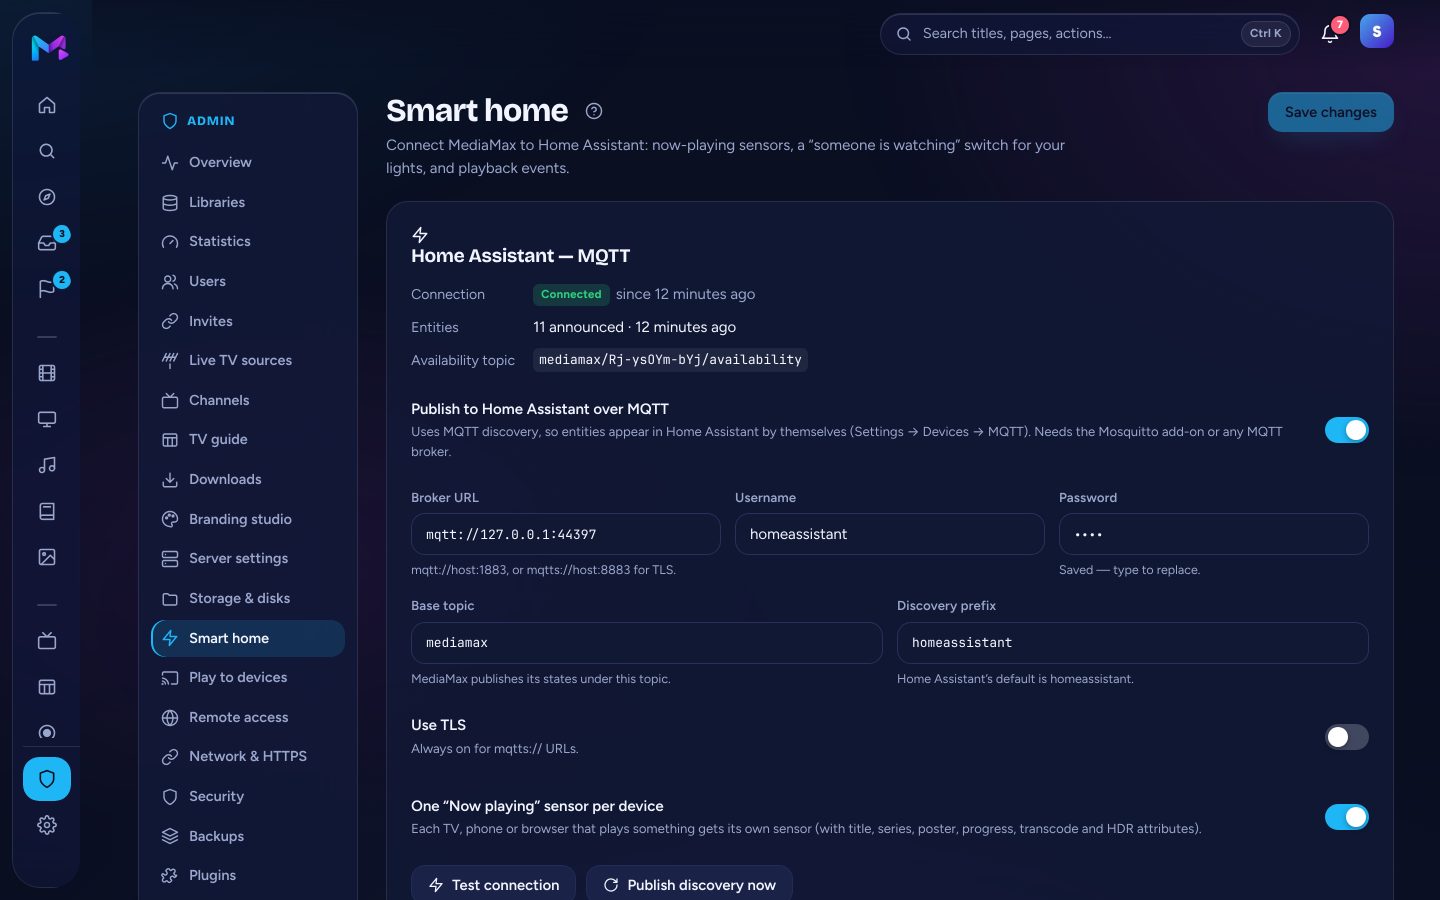 Search titles, pages, actions...
Ctrl K
7
S
3
2
ADMIN
Overview
Libraries
Statistics
Users
Invites
Live TV sources
Channels
TV guide
Downloads
Branding studio
Server settings
Storage & disks
Smart home
Play to devices
Remote access
Network & HTTPS
Security
Backups
Plugins
Smart home
Save changes
Connect MediaMax to Home Assistant: now-playing sensors, a “someone is watching” switch for your
lights, and playback events.
Home Assistant — MQTT
Connection Connected since 12 minutes ago
Entities 11 announced · 12 minutes ago
Availability topic mediamax/Rj-ysOYm-bYj/availability
Publish to Home Assistant over MQTT
Uses MQTT discovery, so entities appear in Home Assistant by themselves (Settings → Devices → MQTT). Needs the Mosquitto add-on or any MQTT
broker.
Broker URL Username Password
mqtt://127.0.0.1:44397 homeassistant ••••
mqtt://host:1883, or mqtts://host:8883 for TLS. Saved — type to replace.
Base topic Discovery prefix
mediamax homeassistant
MediaMax publishes its states under this topic. Home Assistant’s default is homeassistant.
Use TLS
Always on for mqtts:// URLs.
One “Now playing” sensor per device
Each TV, phone or browser that plays something gets its own sensor (with title, series, poster, progress, transcode and HDR attributes).
Test connection Publish discovery now